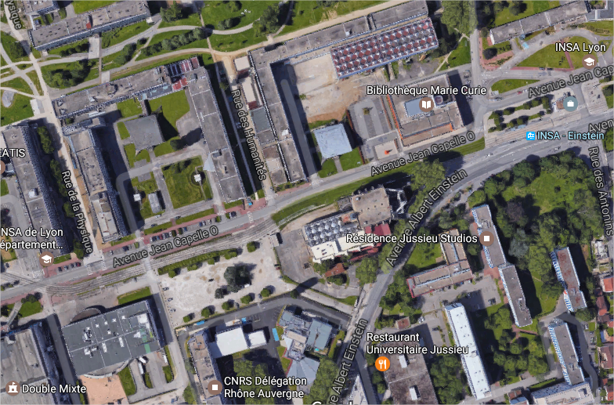 INSA Lyon
Bibliothèque Marie Curie
Avenue Jean Cape
INSA - Einstein
Avenue
Rue des Humanités
Avenue Jean Capelle O
Rue des Antonins
Rue de la Physique
NSA de Lyon
épartement...
Avenue Jean Capelle O
Avenue Albert Einstein
Résidence Jussieu Studios
Restaurant
Universitaire Jussieu
Avenue Albert Einstein
CNRS Délégation
Rhône Auvergne
Double Mixte